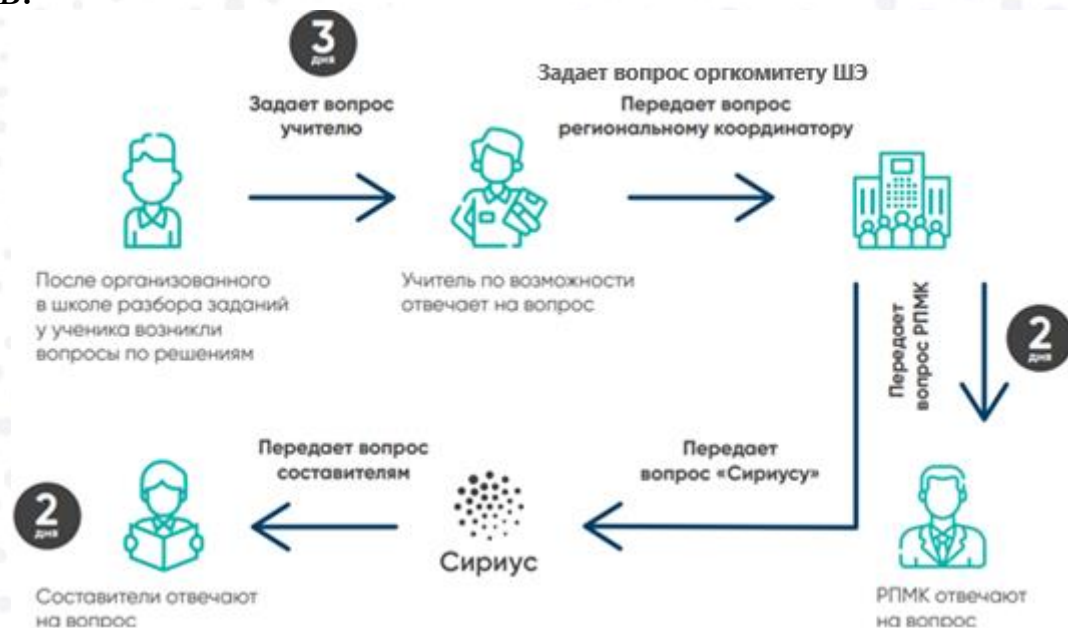 в.
3
дня
Задает вопрос
учителю
Задает вопрос оргкомитету ШЭ
Передает вопрос
региональному координатору
После организованного
в школе разбора заданий
у ученика возникли
вопросы по решениям
Учитель по возможности
отвечает на вопрос
Передает
вопрос РПМК
2
дня
Передает вопрос
составителям
Передает
вопрос «Сириусу»
2
дня
Сириус
Составители отвечают
на вопрос
РПМК отвечают
на вопрос